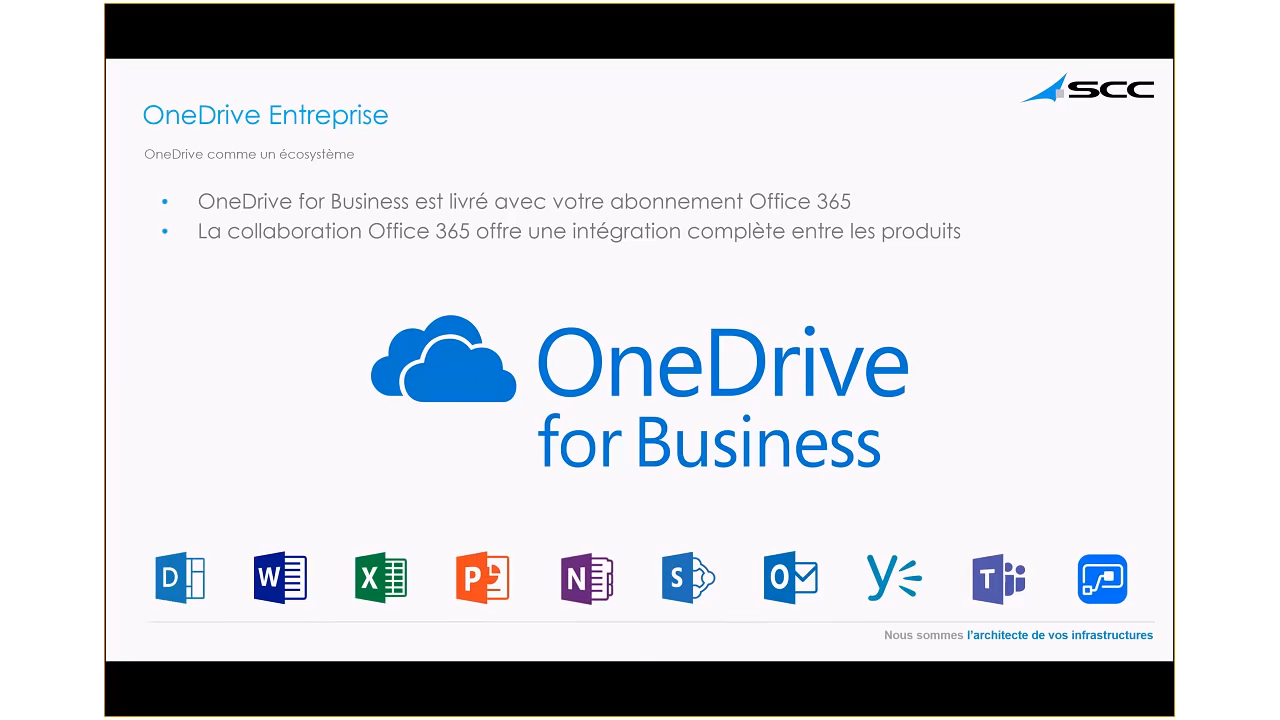 SCC
OneDrive Entreprise
OneDrive comme un écosystème
• OneDrive for Business est livré avec votre abonnement Office 365
• La collaboration Office 365 offre une intégration complète entre les produits
OneDrive
for Business
D W X P N S O y T
Nous sommes l'architecte de vos infrastructures